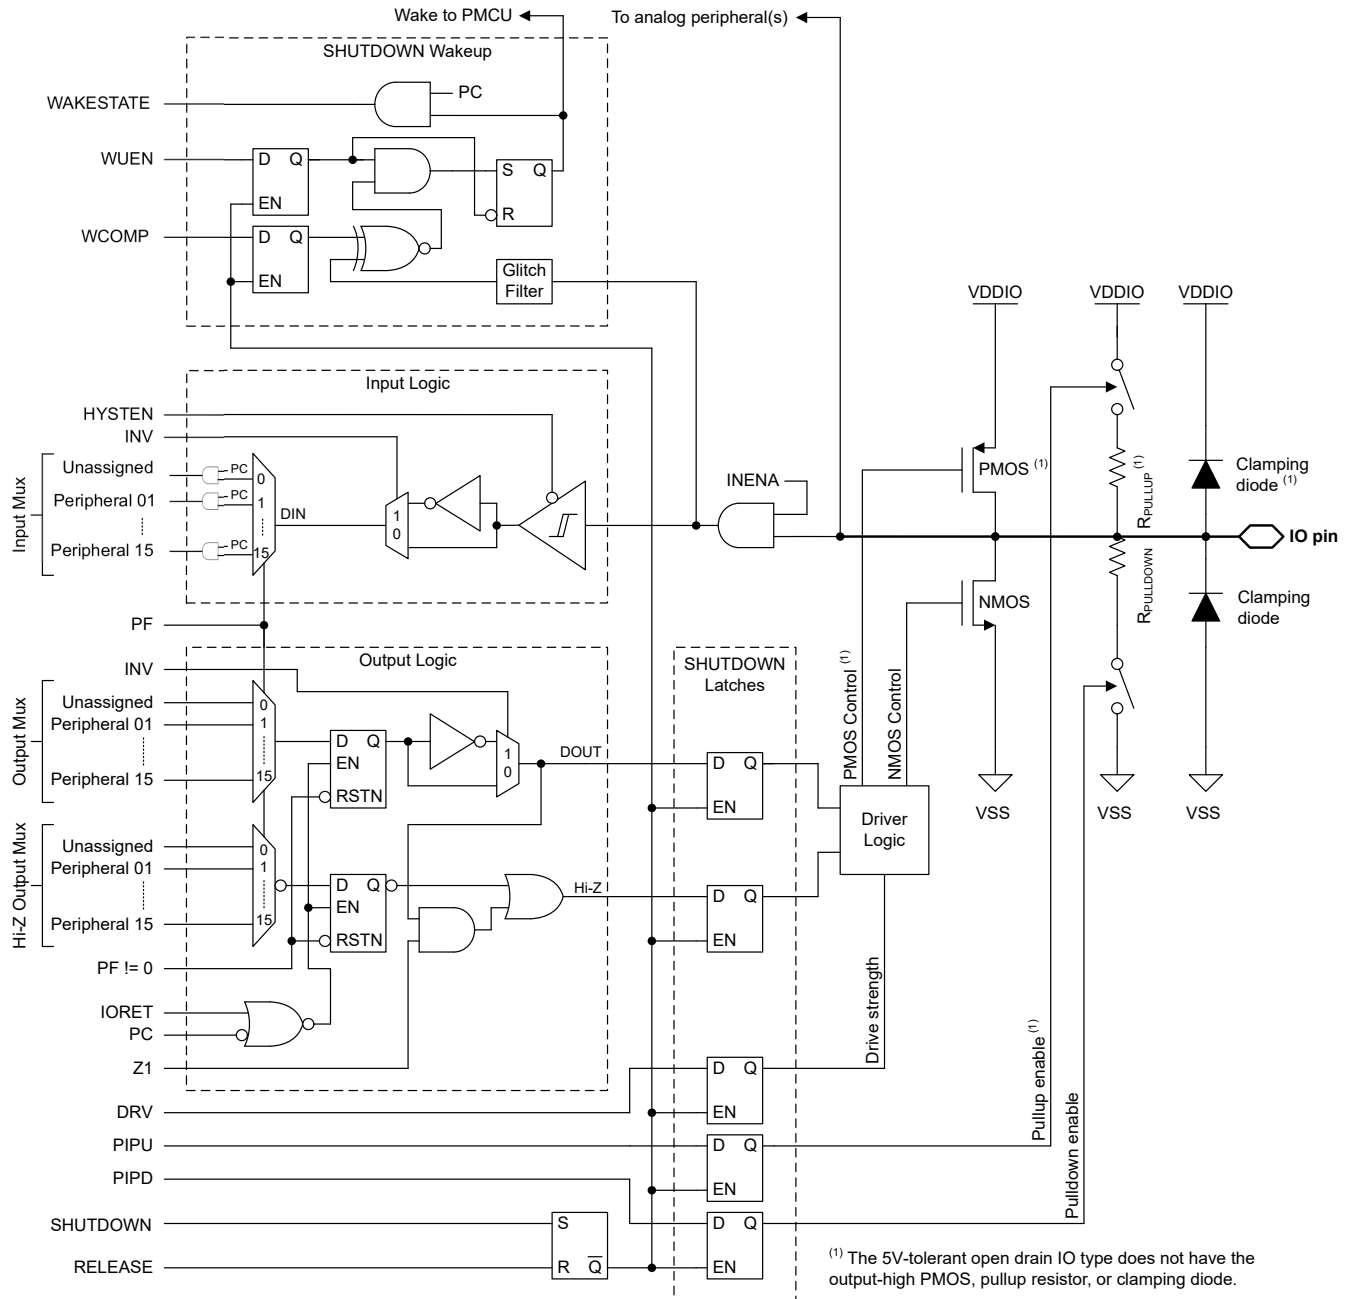 Wake to PMCU
To analog peripheral(s)
SHUTDOWN Wakeup
WAKESTATE
PC
WUEN
D Q
EN
S Q
R
WCOMP
D Q
EN
Glitch
Filter
VDDIO
VDDIO
VDDIO
Input Logic
HYSTEN
INV
Input Mux
Unassigned
PC
0
Peripheral 01
PC
1
Peripheral 15
PC
15
DIN
1
0
INENA
PMOS (1)
RPULLUP (1)
Clamping
diode (1)
IO pin
RPULLDOWN
NMOS
Clamping
diode
PF
Output Logic
INV
Output Mux
Unassigned
0
Peripheral 01
1
Peripheral 15
15
D Q
EN
RSTN
1
0
DOUT
SHUTDOWN
Latches
D Q
EN
PMOS Control (1)
NMOS Control
Driver
Logic
VSS
VSS
VSS
Hi-Z Output Mux
Unassigned
0
Peripheral 01
1
Peripheral 15
15
D Q
EN
RSTN
Hi-Z
D Q
EN
PF != 0
IORET
PC
Z1
Drive strength
D Q
EN
DRV
PIPU
D Q
EN
Pullup enable (1)
PIPD
D Q
EN
Pulldown enable
SHUTDOWN
RELEASE
S
R Q̅
(1) The 5V-tolerant open drain IO type does not have the
output-high PMOS, pullup resistor, or clamping diode.